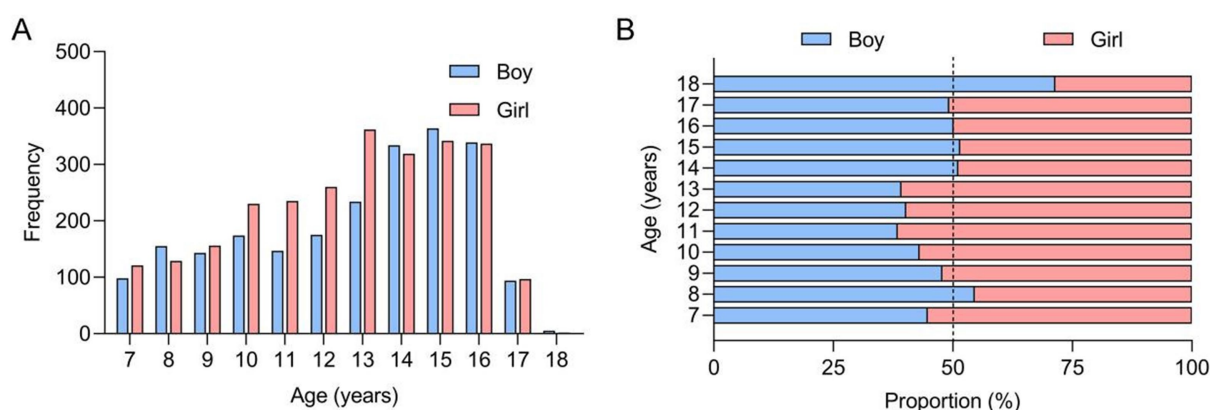 A
500
400
300
200
100
0
Frequency
Boy
Girl
7 8 9 10 11 12 13 14 15 16 17 18
Age (years)
B
Boy Girl
18
17
16
15
14
13
12
11
10
9
8
7
Age (years)
0 25 50 75 100
Proportion (%)